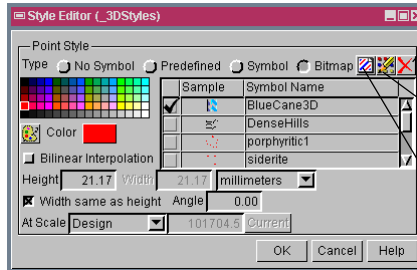 Style Editor (_3DStyles)
Point Style
Type No Symbol Predefined Symbol Bitmap
Sample Symbol Name
BlueCane3D
DenseHills
porphyritic1
siderite
Color
Bilinear Interpolation
Height 21.17 Width 21.17 millimeters
Width same as height Angle 0.00
At Scale Design 101704.5 Current
OK Cancel Help